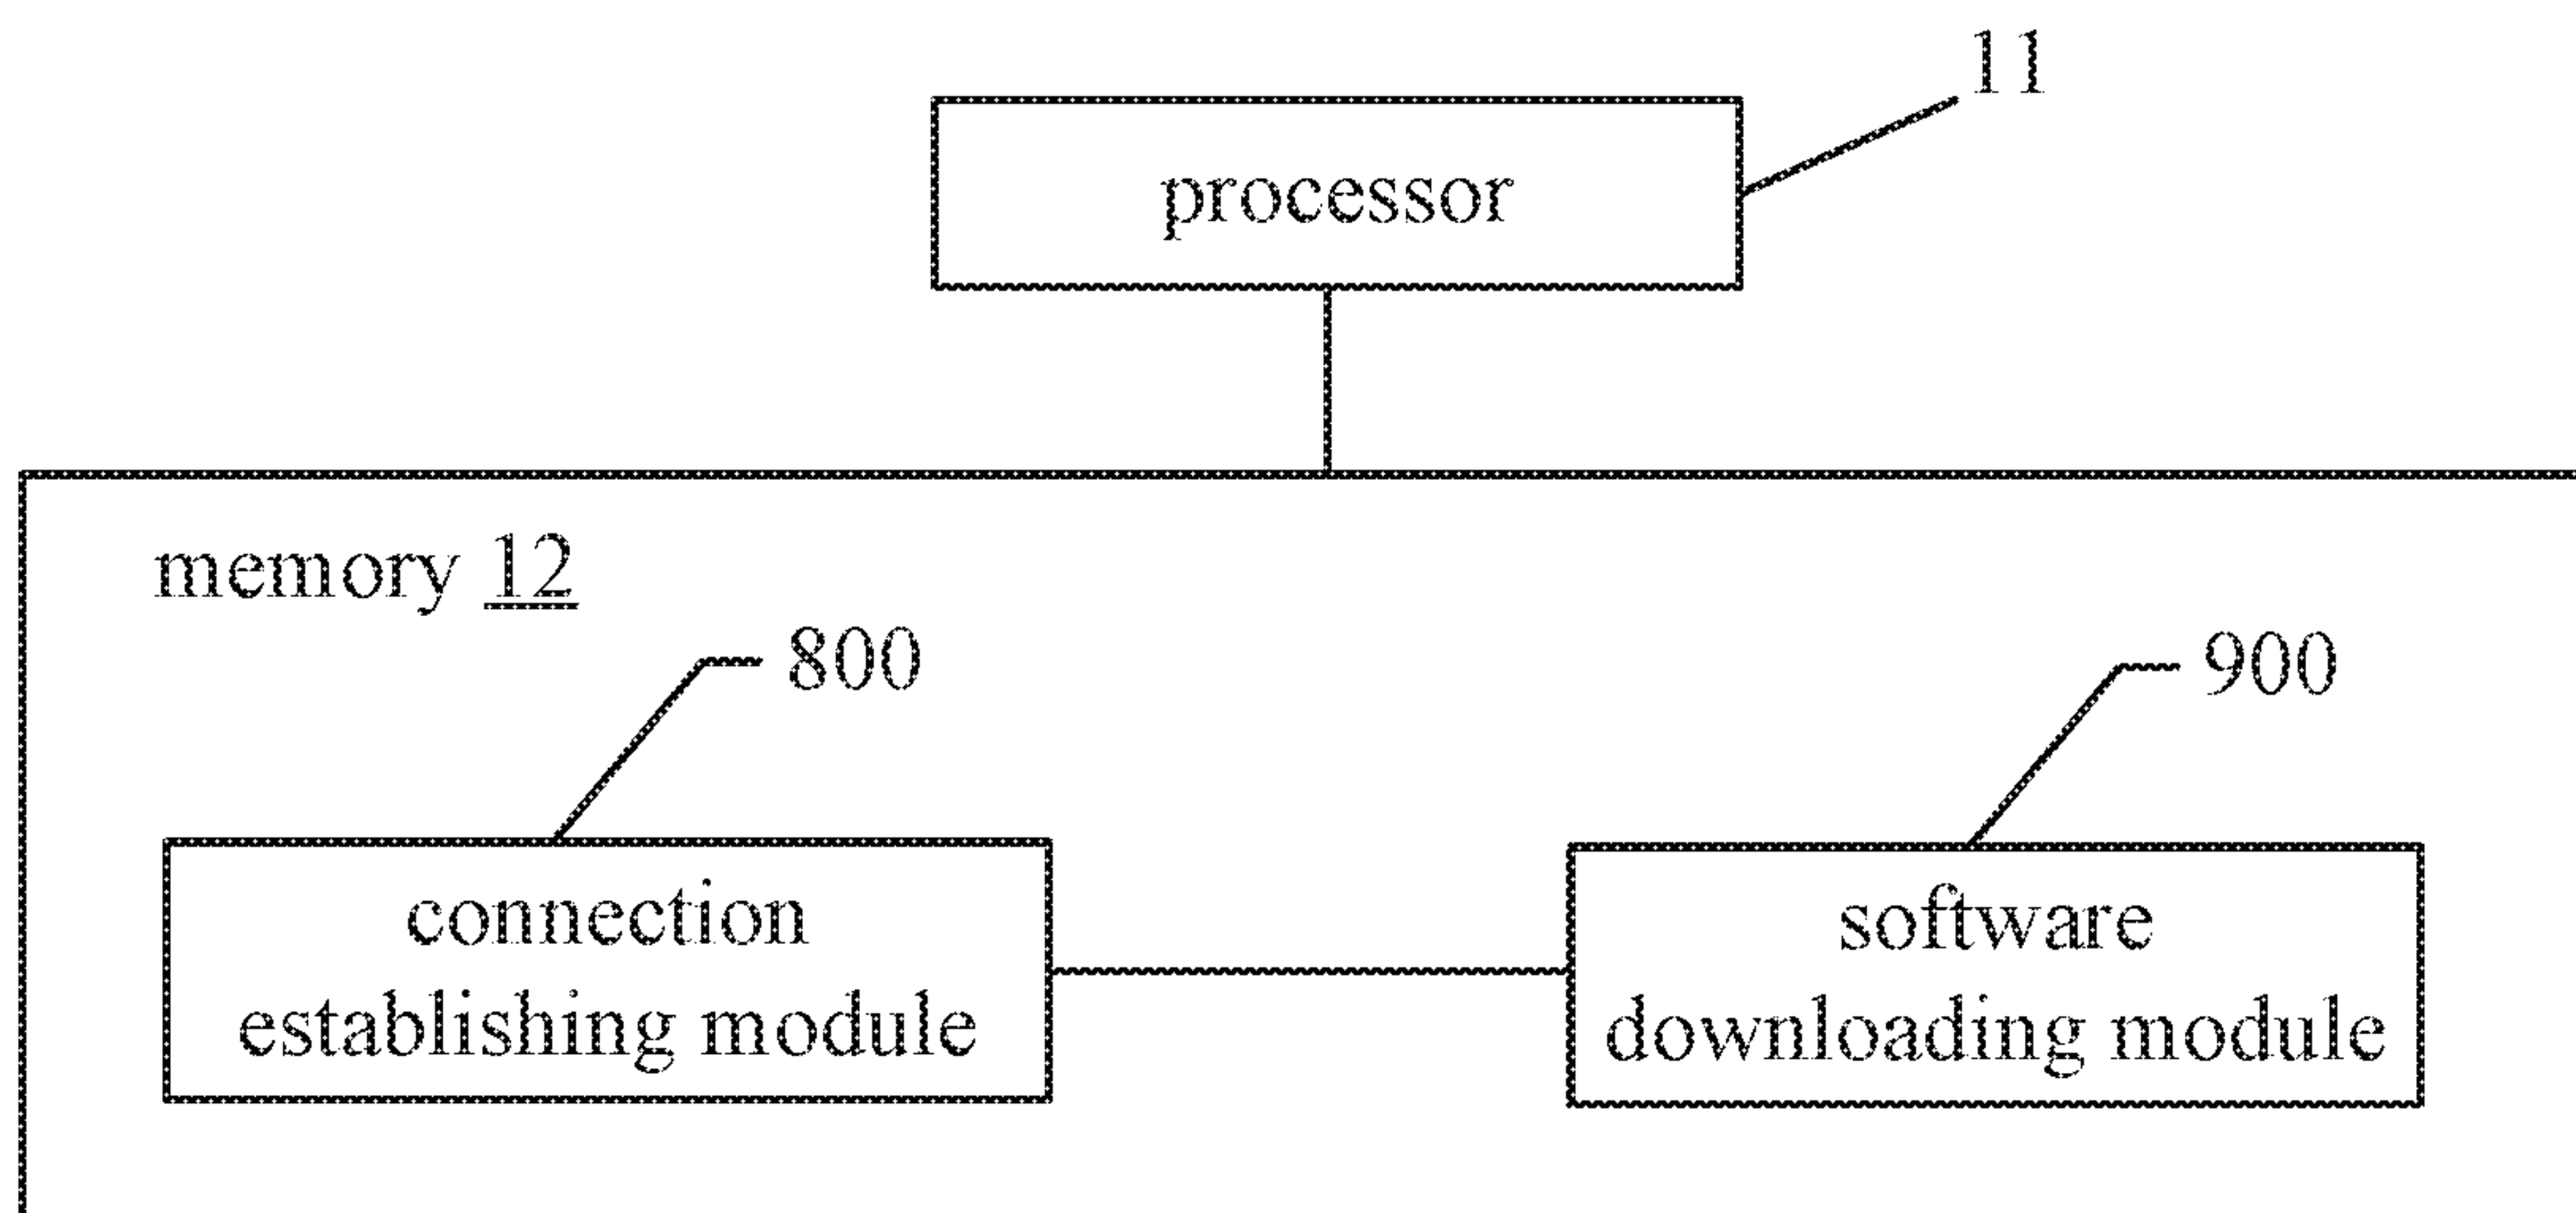 11
processor
memory 12
800
900
connection
establishing module
software
downloading module